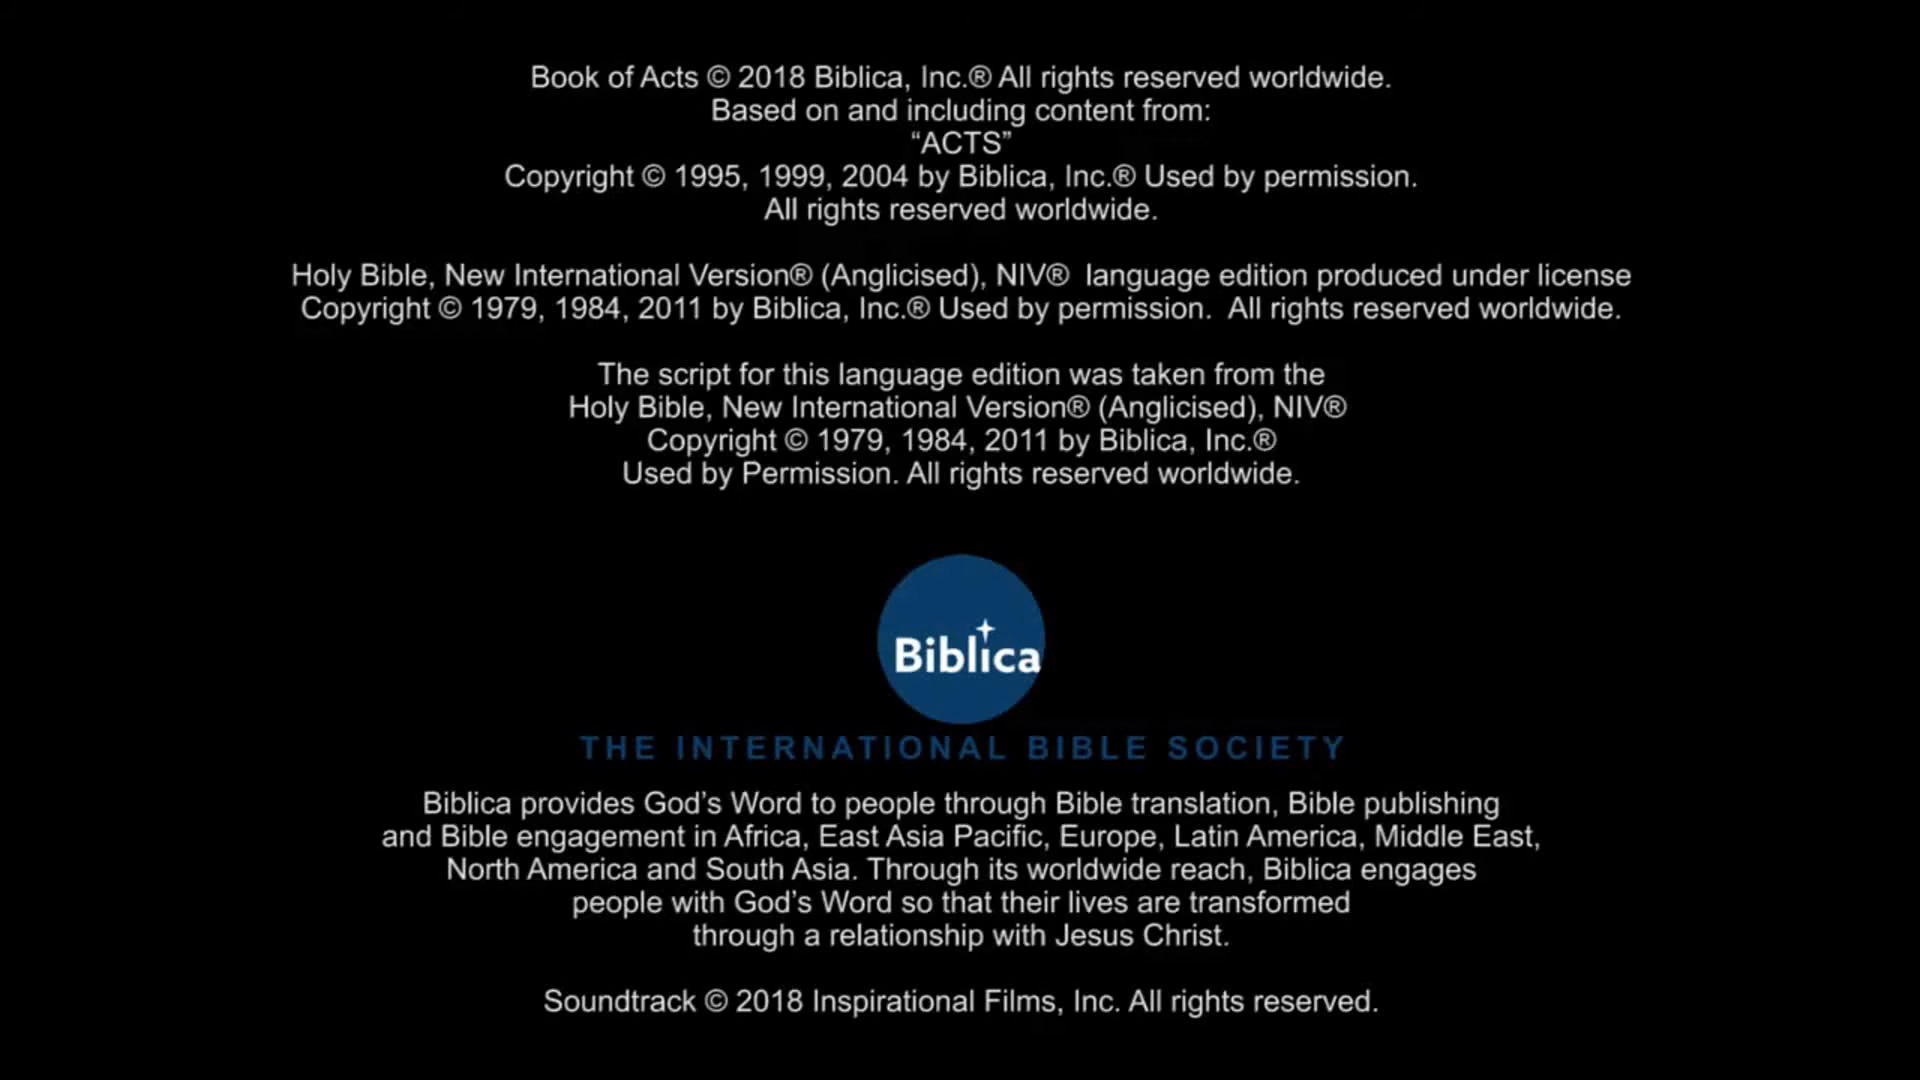 Book of Acts © 2018 Biblica, Inc.® All rights reserved worldwide.
Based on and including content from:
“ACTS”
Copyright © 1995, 1999, 2004 by Biblica, Inc.® Used by permission.
All rights reserved worldwide.
Holy Bible, New International Version® (Anglicised), NIV® language edition produced under license
Copyright © 1979, 1984, 2011 by Biblica, Inc.® Used by permission. All rights reserved worldwide.
The script for this language edition was taken from the
Holy Bible, New International Version® (Anglicised), NIV®
Copyright © 1979, 1984, 2011 by Biblica, Inc.®
Used by Permission. All rights reserved worldwide.
Biblica
THE INTERNATIONAL BIBLE SOCIETY
Biblica provides God’s Word to people through Bible translation, Bible publishing
and Bible engagement in Africa, East Asia Pacific, Europe, Latin America, Middle East,
North America and South Asia. Through its worldwide reach, Biblica engages
people with God’s Word so that their lives are transformed
through a relationship with Jesus Christ.
Soundtrack © 2018 Inspirational Films, Inc. All rights reserved.